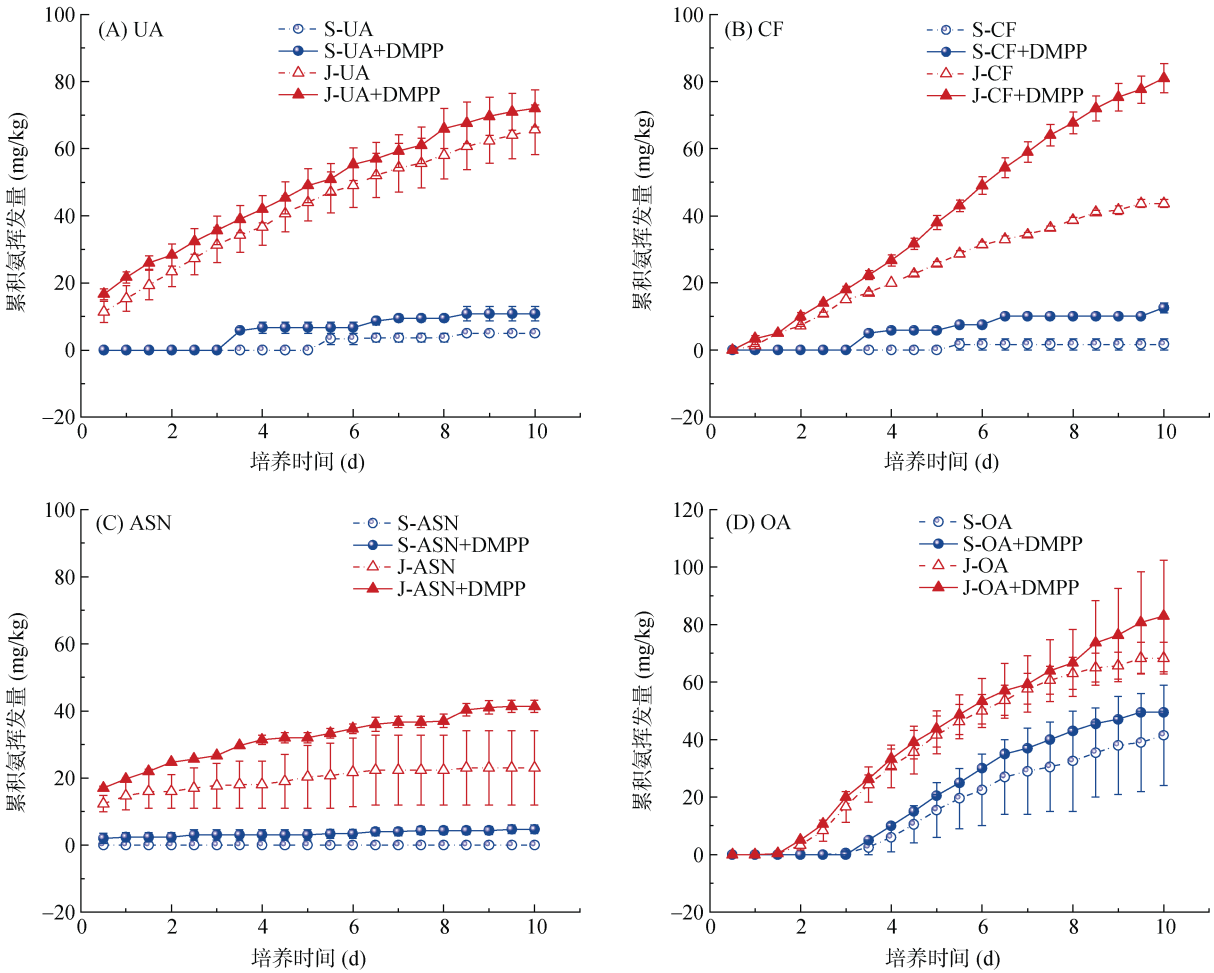 (A) UA
S-UA
S-UA+DMPP
J-UA
J-UA+DMPP
100
80
60
40
20
0
–20
累积氨挥发量 (mg/kg)
0 2 4 6 8 10
培养时间 (d)
(B) CF
S-CF
S-CF+DMPP
J-CF
J-CF+DMPP
100
80
60
40
20
0
–20
累积氨挥发量 (mg/kg)
0 2 4 6 8 10
培养时间 (d)
(C) ASN
S-ASN
S-ASN+DMPP
J-ASN
J-ASN+DMPP
100
80
60
40
20
0
–20
累积氨挥发量 (mg/kg)
0 2 4 6 8 10
培养时间 (d)
(D) OA
S-OA
S-OA+DMPP
J-OA
J-OA+DMPP
120
100
80
60
40
20
0
–20
累积氨挥发量 (mg/kg)
0 2 4 6 8 10
培养时间 (d)